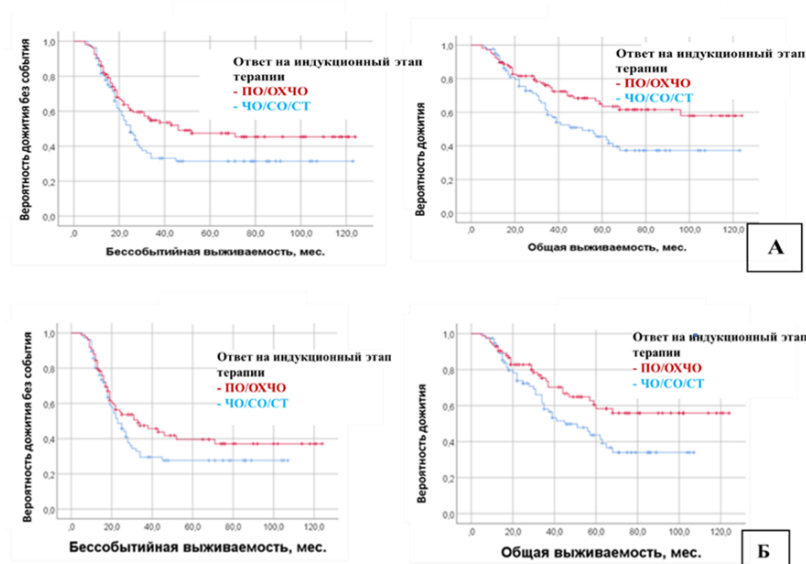 Вероятность дожития без события
1,0
0,8
0,6
0,4
0,2
0,0
,0 20,0 40,0 60,0 80,0 100,0 120,0
Бессобытийная выживаемость, мес.
Ответ на индукционный этап
терапии
- ПО/ОХЧО
- ЧО/СО/СТ
Вероятность дожития
1,0
0,8
0,6
0,4
0,2
0,0
,0 20,0 40,0 60,0 80,0 100,0 120,0
Общая выживаемость, мес.
Ответ на индукционный этап
терапии
- ПО/ОХЧО
- ЧО/СО/СТ
А
Вероятность дожития без события
1,0
0,8
0,6
0,4
0,2
0,0
,0 20,0 40,0 60,0 80,0 100,0 120,0
Бессобытийная выживаемость, мес.
Ответ на индукционный этап
терапии
- ПО/ОХЧО
- ЧО/СО/СТ
Вероятность дожития
1,0
0,8
0,6
0,4
0,2
0,0
,0 20,0 40,0 60,0 80,0 100,0 120,0
Общая выживаемость, мес.
Ответ на индукционный этап
терапии
- ПО/ОХЧО
- ЧО/СО/СТ
Б